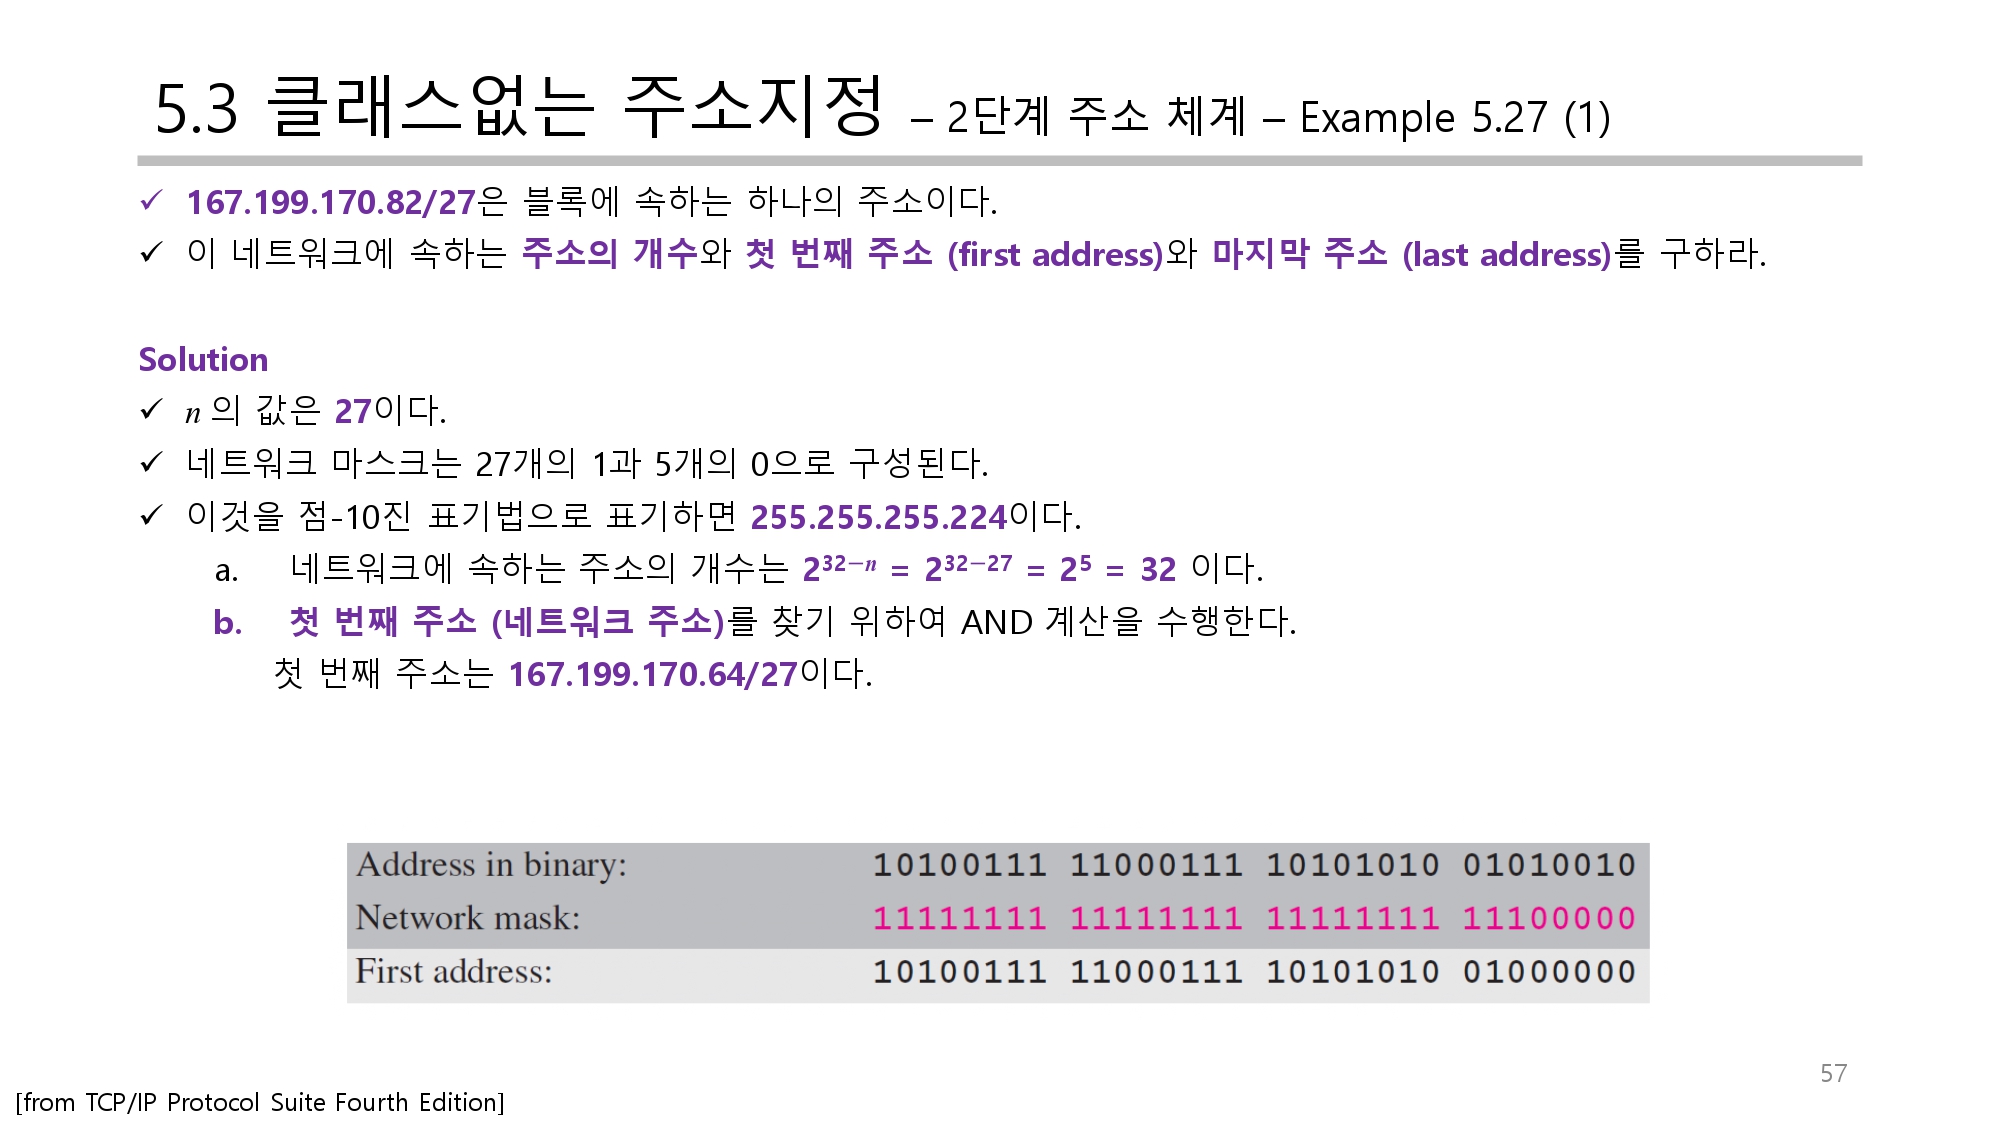 5.3 클래스없는 주소지정 – 2단계 주소 체계 – Example 5.27 (1)
✓ 167.199.170.82/27은 블록에 속하는 하나의 주소이다.
✓ 이 네트워크에 속하는 주소의 개수와 첫 번째 주소 (first address)와 마지막 주소 (last address)를 구하라.
Solution
✓ n 의 값은 27이다.
✓ 네트워크 마스크는 27개의 1과 5개의 0으로 구성된다.
✓ 이것을 점-10진 표기법으로 표기하면 255.255.255.224이다.
a. 네트워크에 속하는 주소의 개수는 2³²⁻ⁿ = 2³²⁻²⁷ = 2⁵ = 32 이다.
b. 첫 번째 주소 (네트워크 주소)를 찾기 위하여 AND 계산을 수행한다.
첫 번째 주소는 167.199.170.64/27이다.
Address in binary: 10100111 11000111 10101010 01010010
Network mask: 11111111 11111111 11111111 11100000
First address: 10100111 11000111 10101010 01000000
57
[from TCP/IP Protocol Suite Fourth Edition]